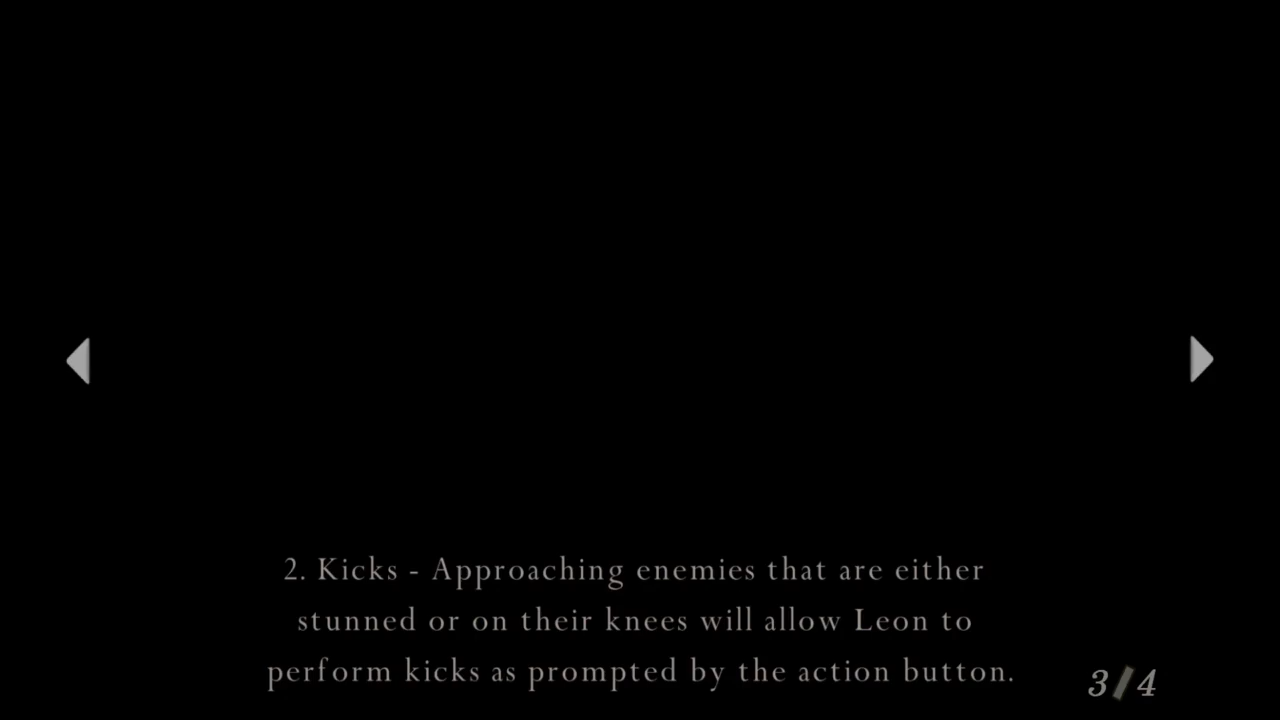 2. Kicks - Approaching enemies that are either
stunned or on their knees will allow Leon to
perform kicks as prompted by the action button.
3/4